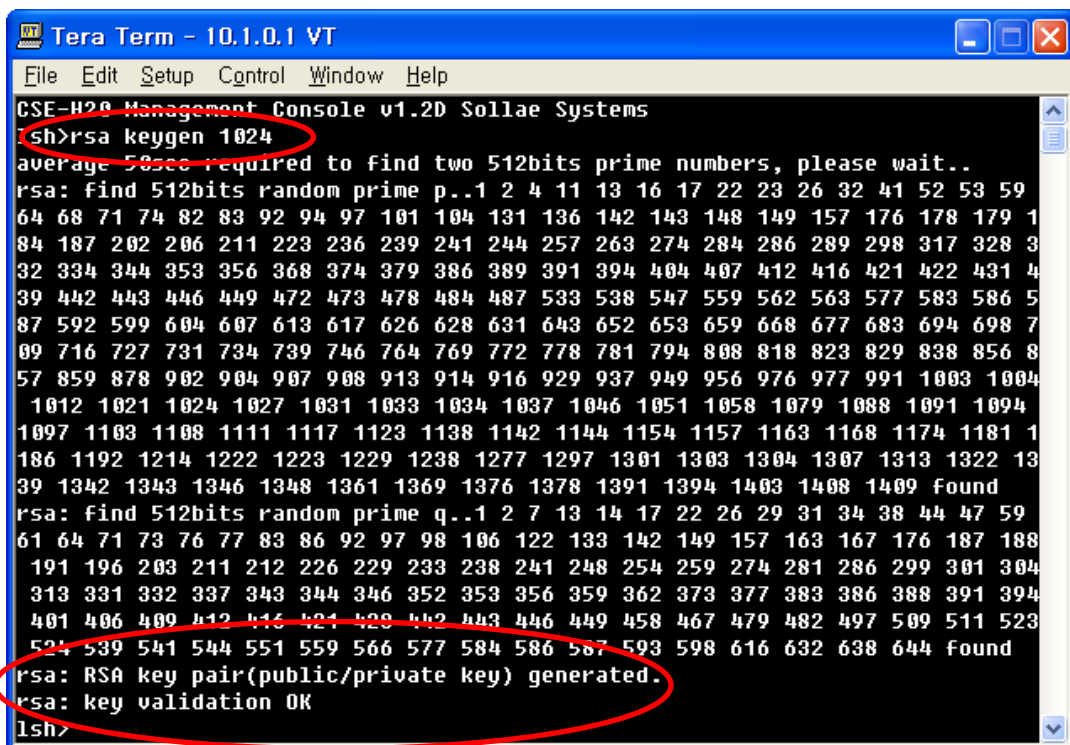 Tera Term - 10.1.0.1 VT
File Edit Setup Control Window Help
CSE-H20 Management Console v1.2D Sollae Systems
lsh>rsa keygen 1024
average 50sec required to find two 512bits prime numbers, please wait..
rsa: find 512bits random prime p..1 2 4 11 13 16 17 22 23 26 32 41 52 53 59
64 68 71 74 82 83 92 94 97 101 104 131 136 142 143 148 149 157 176 178 179 1
84 187 202 206 211 223 236 239 241 244 257 263 274 284 286 289 298 317 328 3
32 334 344 353 356 368 374 379 386 389 391 394 404 407 412 416 421 422 431 4
39 442 443 446 449 472 473 478 484 487 533 538 547 559 562 563 577 583 586 5
87 592 599 604 607 613 617 626 628 631 643 652 653 659 668 677 683 694 698 7
09 716 727 731 734 739 746 764 769 772 778 781 794 808 818 823 829 838 856 8
57 859 878 902 904 907 908 913 914 916 929 937 949 956 976 977 991 1003 1004
1012 1021 1024 1027 1031 1033 1034 1037 1046 1051 1058 1079 1088 1091 1094
1097 1103 1108 1111 1117 1123 1138 1142 1144 1154 1157 1163 1168 1174 1181 1
186 1192 1214 1222 1223 1229 1238 1277 1297 1301 1303 1304 1307 1313 1322 13
39 1342 1343 1346 1348 1361 1369 1376 1378 1391 1394 1403 1408 1409 found
rsa: find 512bits random prime q..1 2 7 13 14 17 22 26 29 31 34 38 44 47 59
61 64 71 73 76 77 83 86 92 97 98 106 122 133 142 149 157 163 167 176 187 188
191 196 203 211 212 226 229 233 238 241 248 254 259 274 281 286 299 301 304
313 331 332 337 343 344 346 352 353 356 359 362 373 377 383 386 388 391 394
401 406 409 412 416 421 428 442 443 446 449 458 467 479 482 497 509 511 523
524 539 541 544 551 559 566 577 584 586 587 593 598 616 632 638 644 found
rsa: RSA key pair(public/private key) generated.
rsa: key validation OK
lsh>